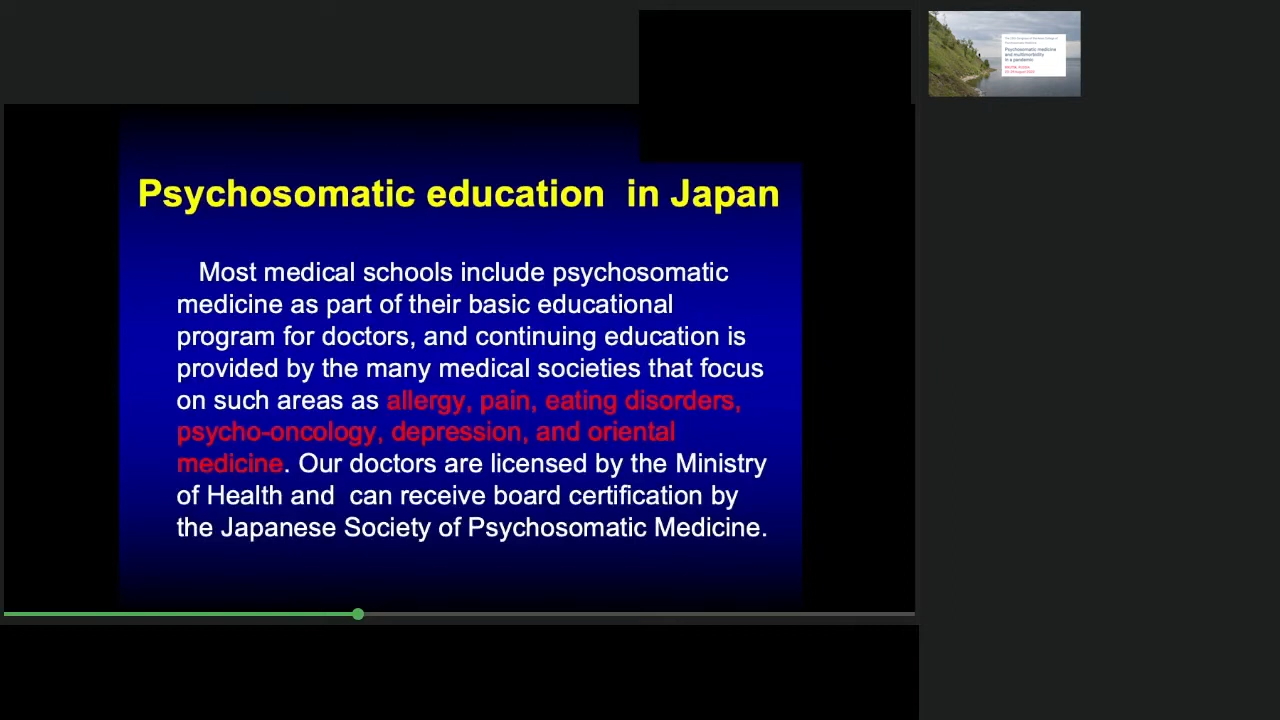 Psychosomatic education in Japan
Most medical schools include psychosomatic
medicine as part of their basic educational
program for doctors, and continuing education is
provided by the many medical societies that focus
on such areas as allergy, pain, eating disorders,
psycho-oncology, depression, and oriental
medicine. Our doctors are licensed by the Ministry
of Health and can receive board certification by
the Japanese Society of Psychosomatic Medicine.
Psychosomatic medicine
and multimorbidity
in a pandemic